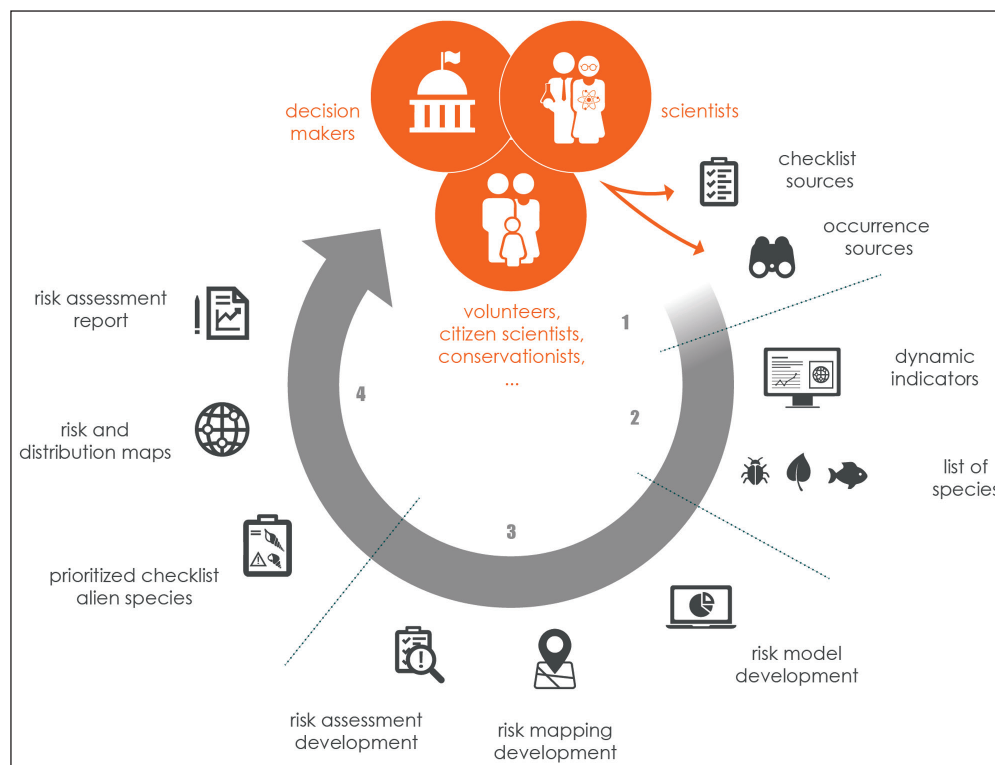 decision
makers
scientists
checklist
sources
occurrence
sources
volunteers,
citizen scientists,
conservationists,
...
1
dynamic
indicators
2
list of
species
risk model
development
3
risk mapping
development
risk assessment
development
4
prioritized checklist
alien species
risk and
distribution maps
risk assessment
report